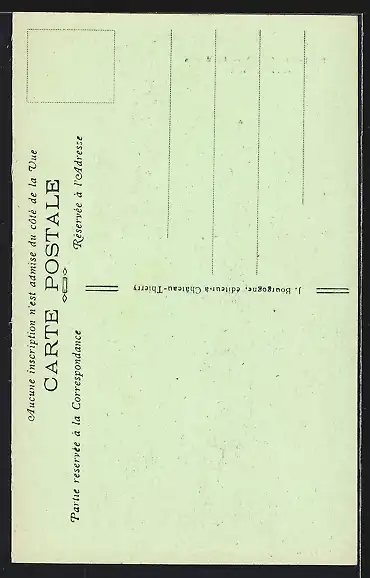 Aucune inscription n'est admise du côté de la Vue
CARTE POSTALE
Partie réservée à la Correspondance
Réservée à l'Adresse
J. Bourgogne, éditeur à Château-Thierry